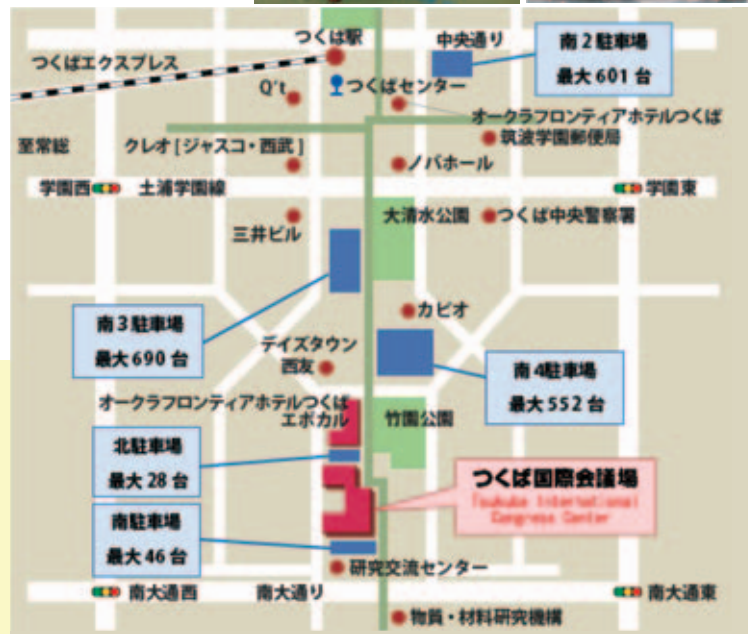 つくば駅
中央通り
南2駐車場
最大601台
つくばエクスプレス
Q't
つくばセンター
オークラフロンティアホテルつくば
筑波学園郵便局
至常総
クレオ[ジャスコ・西武]
ノバホール
学園西
土浦学園線
学園東
大清水公園
つくば中央警察署
三井ビル
カピオ
南3駐車場
最大690台
デイズタウン
西友
南4駐車場
最大552台
オークラフロンティアホテルつくば
エポカル
竹園公園
北駐車場
最大28台
つくば国際会議場
Tsukuba International
Congress Center
南駐車場
最大46台
研究交流センター
南大通西
南大通り
南大通東
物質・材料研究機構